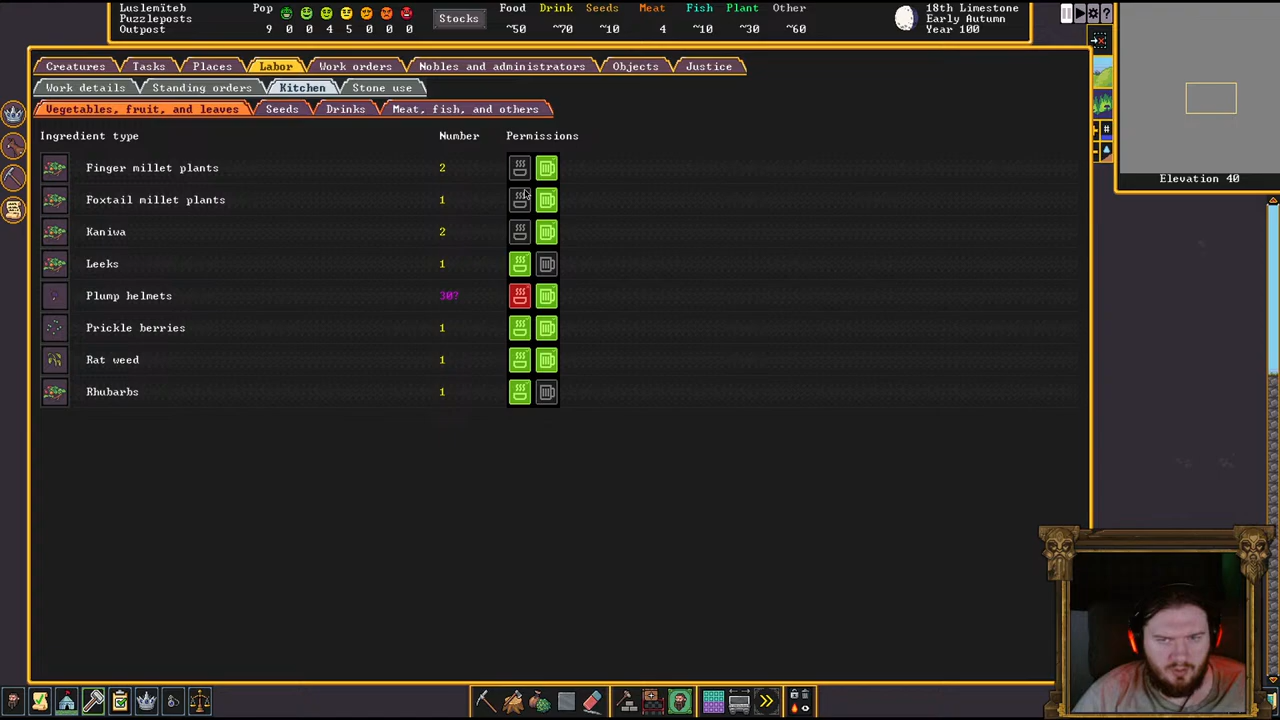 Luslemîteb
Puzzleposts
Outpost
Pop
9 0 0 4 5 0 0 0
Stocks
Food Drink Seeds Meat Fish Plant Other
~50 ~70 ~10 4 ~10 ~30 ~60
18th Limestone
Early Autumn
Year 100
Creatures Tasks Places Labor Work orders Nobles and administrators Objects Justice
Work details Standing orders Kitchen Stone use
Vegetables, fruit, and leaves Seeds Drinks Meat, fish, and others
Ingredient type Number Permissions
Finger millet plants 2
Foxtail millet plants 1
Kaniwa 2
Leeks 1
Plump helmets 30?
Prickle berries 1
Rat weed 1
Rhubarbs 1
Elevation 40